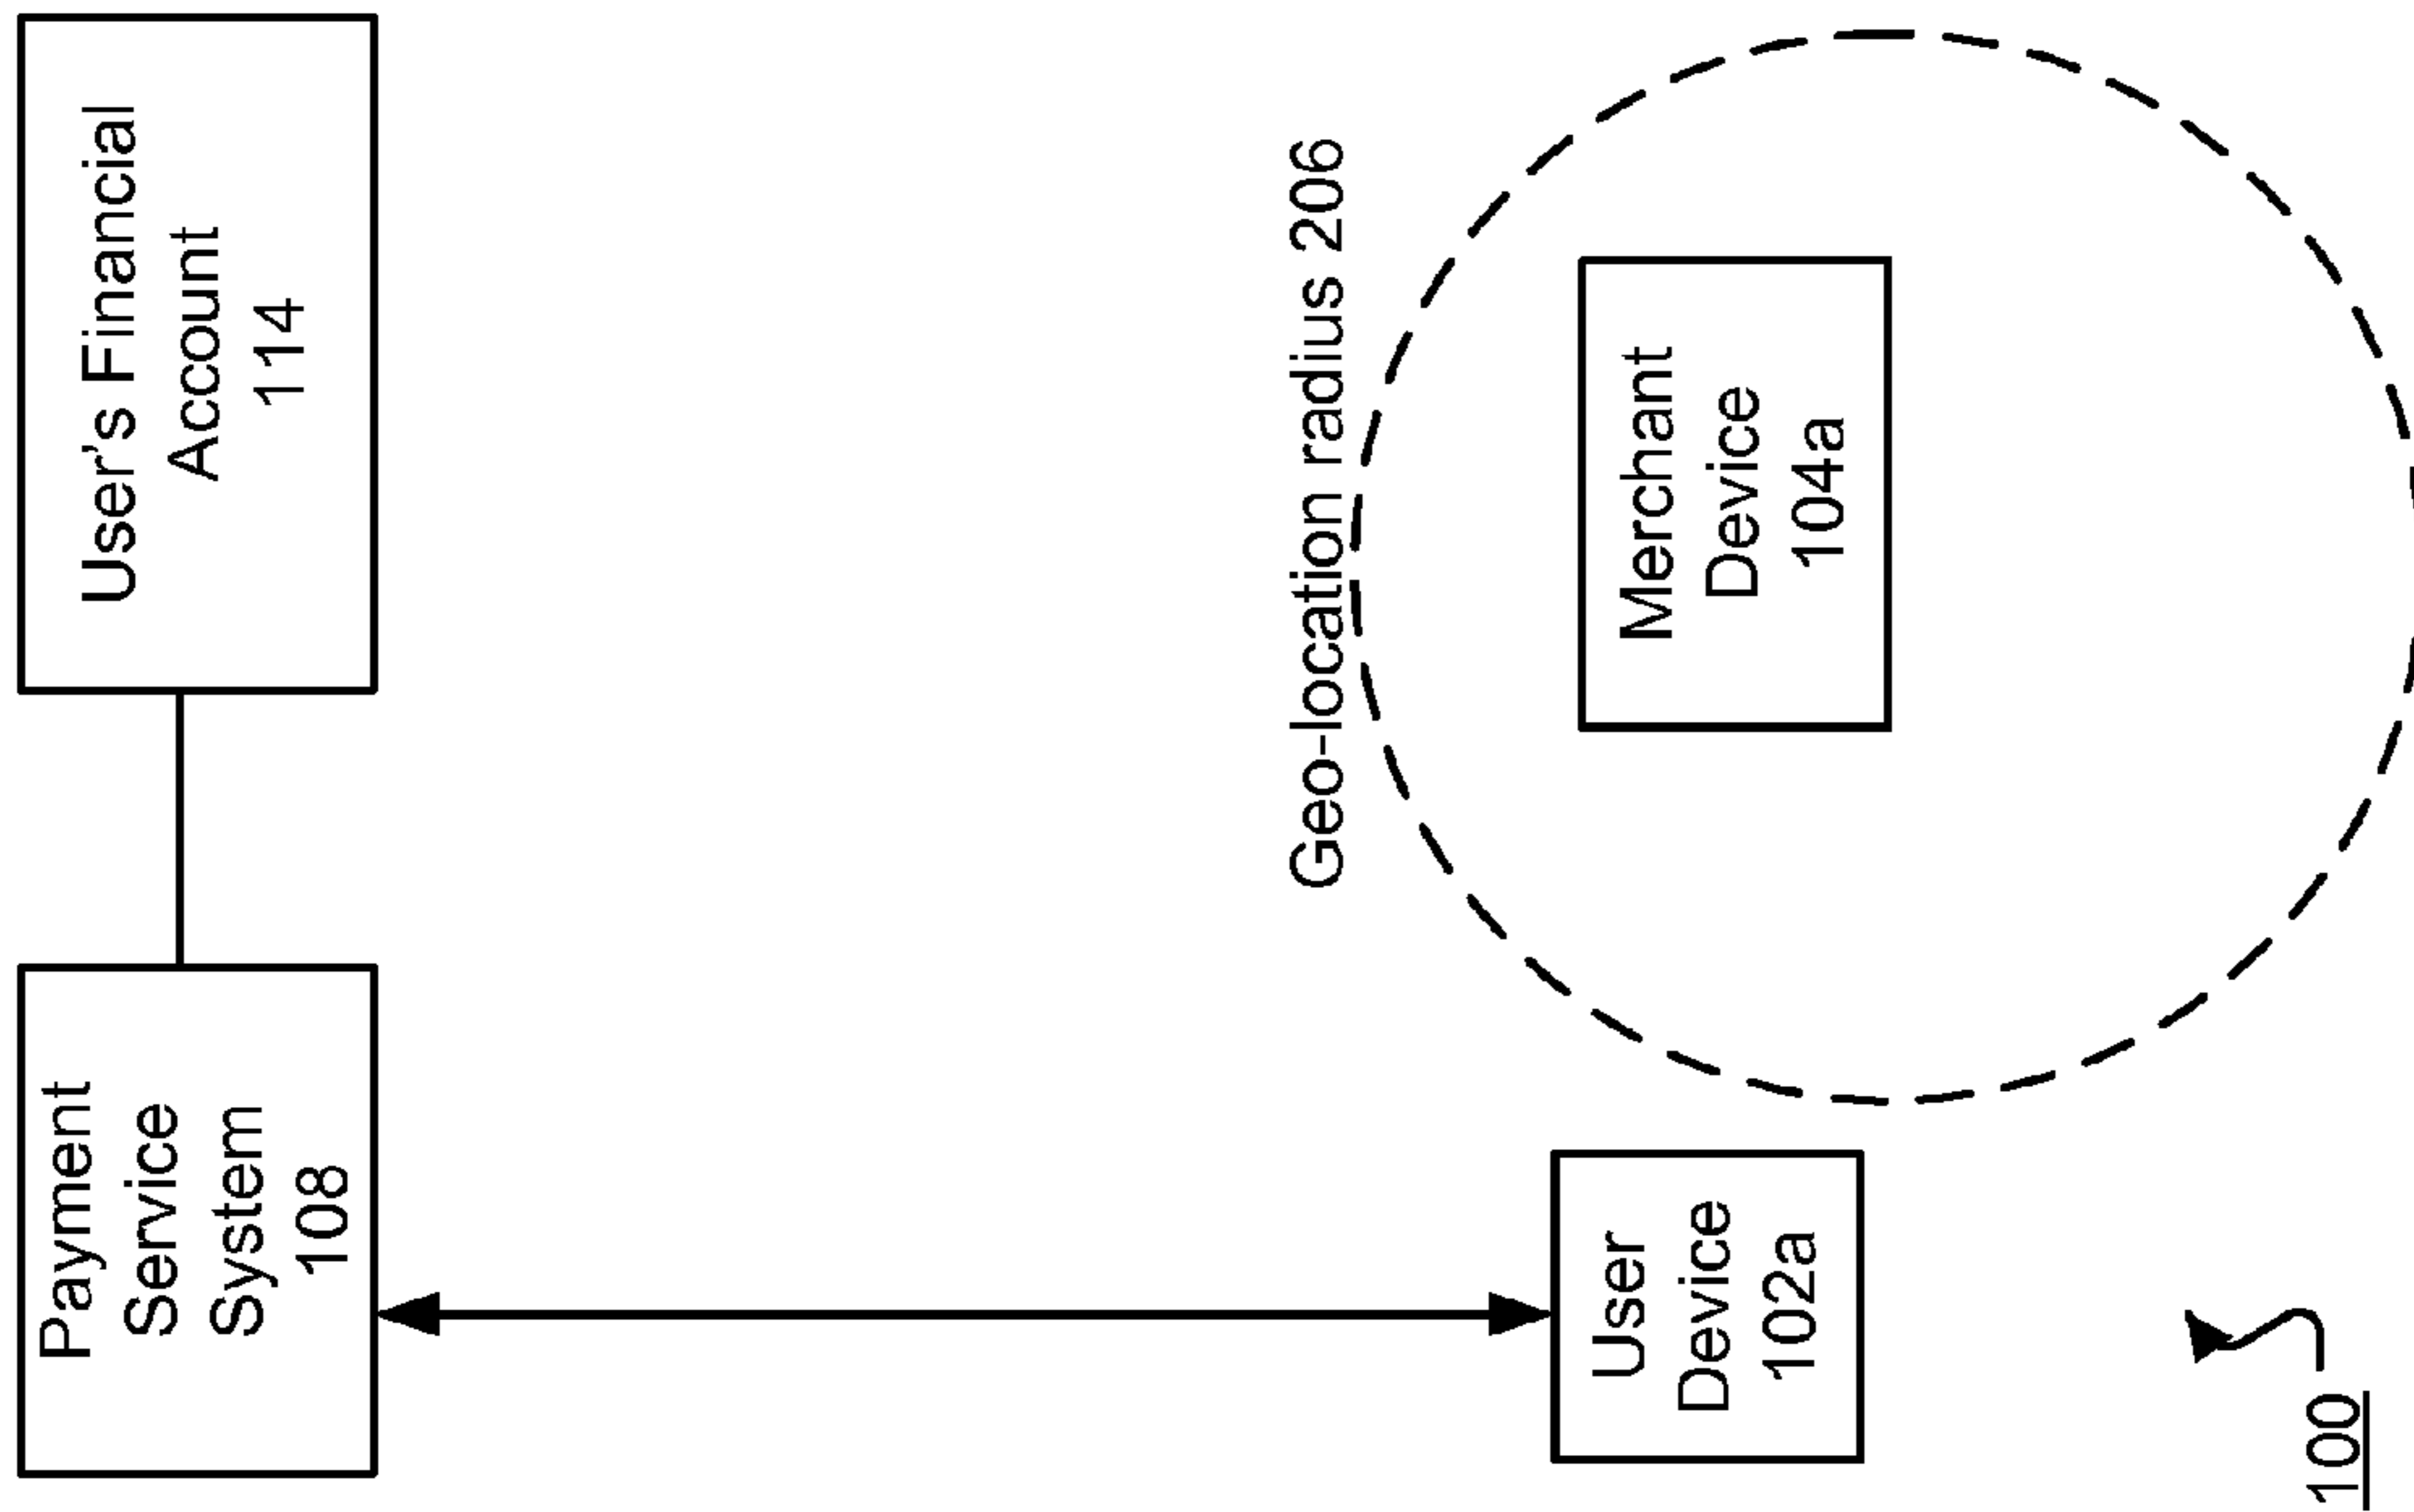 Payment
Service
System
108
User's Financial
Account
114
Geo-location radius 206
User
Device
102a
Merchant
Device
104a
100